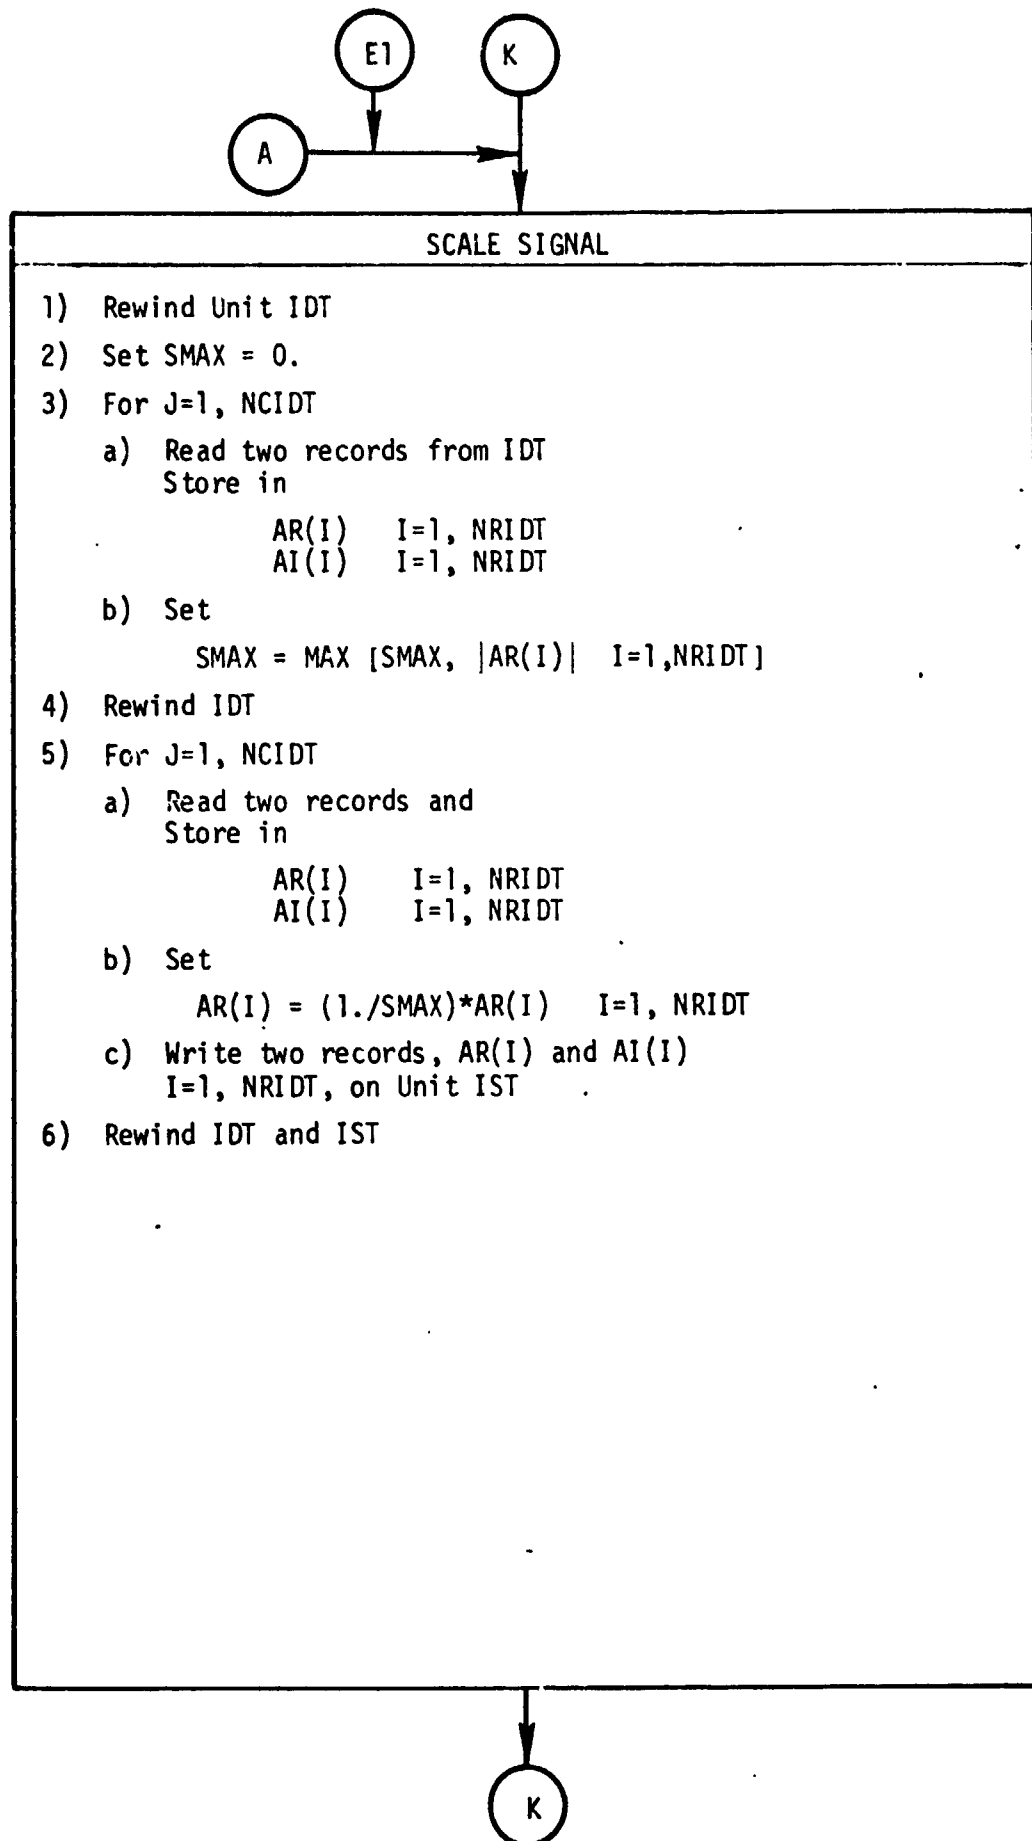 E1 K
A
SCALE SIGNAL
1) Rewind Unit IDT
2) Set SMAX = 0.
3) For J=1, NCIDT
a) Read two records from IDT
Store in
AR(I) I=1, NRIDT
AI(I) I=1, NRIDT
b) Set
SMAX = MAX [SMAX, |AR(I)| I=1,NRIDT]
4) Rewind IDT
5) For J=1, NCIDT
a) Read two records and
Store in
AR(I) I=1, NRIDT
AI(I) I=1, NRIDT
b) Set
AR(I) = (1./SMAX)*AR(I) I=1, NRIDT
c) Write two records, AR(I) and AI(I)
I=1, NRIDT, on Unit IST
6) Rewind IDT and IST
K